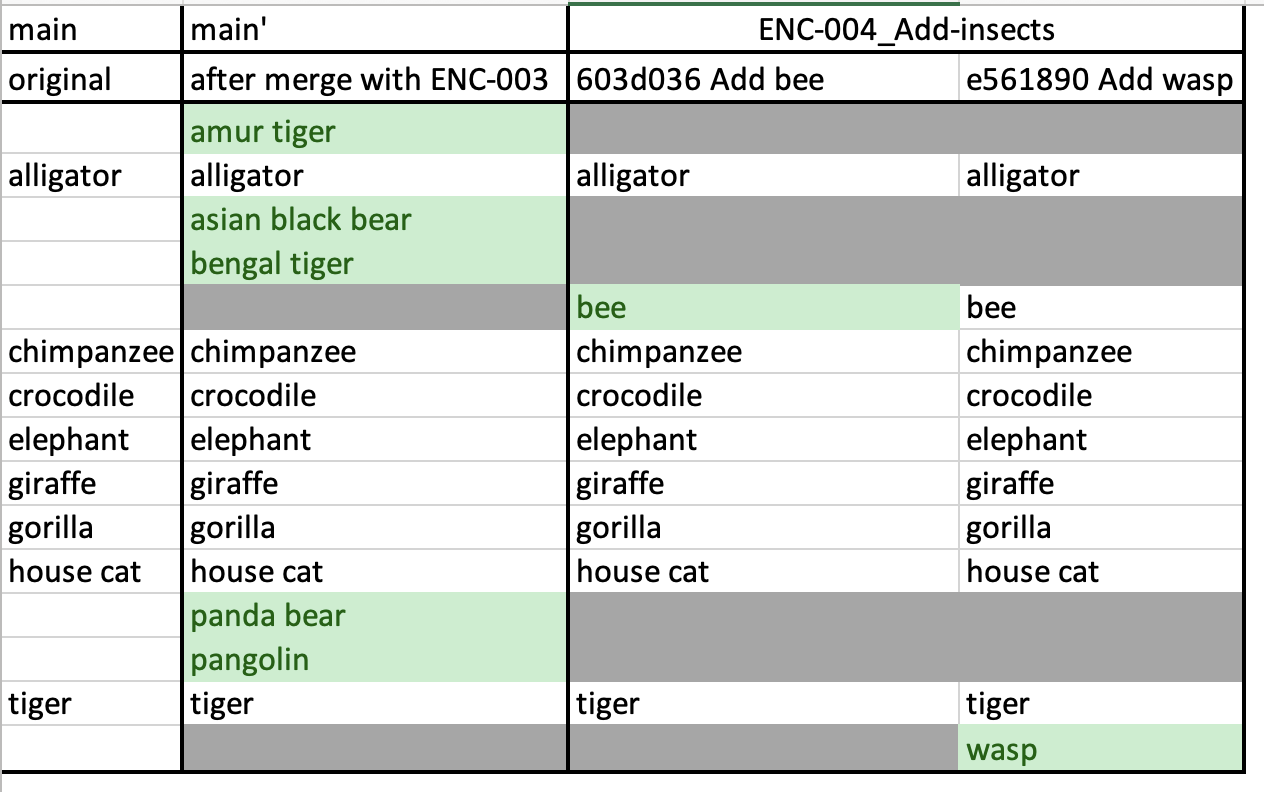 main main' ENC-004_Add-insects
original after merge with ENC-003 603d036 Add bee e561890 Add wasp
amur tiger
alligator alligator alligator alligator
asian black bear
bengal tiger
bee bee
chimpanzee chimpanzee chimpanzee chimpanzee
crocodile crocodile crocodile crocodile
elephant elephant elephant elephant
giraffe giraffe giraffe giraffe
gorilla gorilla gorilla gorilla
house cat house cat house cat house cat
panda bear
pangolin
tiger tiger tiger tiger
wasp